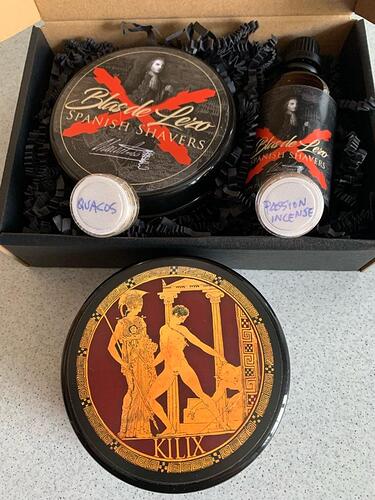 Blas de Lezo
SPANISH SHAVERS
Blas de Lezo
SPANISH SHAVERS
QUACOS
PASSION
INCENSE
KILIX